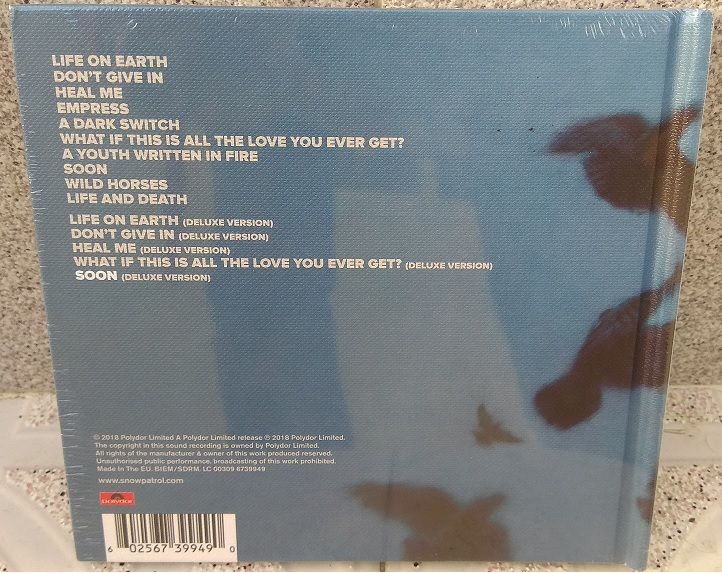 LIFE ON EARTH
DON'T GIVE IN
HEAL ME
EMPRESS
A DARK SWITCH
WHAT IF THIS IS ALL THE LOVE YOU EVER GET?
A YOUTH WRITTEN IN FIRE
SOON
WILD HORSES
LIFE AND DEATH
LIFE ON EARTH (DELUXE VERSION)
DON'T GIVE IN (DELUXE VERSION)
HEAL ME (DELUXE VERSION)
WHAT IF THIS IS ALL THE LOVE YOU EVER GET? (DELUXE VERSION)
SOON (DELUXE VERSION)
© 2018 Polydor Limited A Polydor Limited release ℗ 2018 Polydor Limited.
The copyright in this sound recording is owned by Polydor Limited.
All rights of the manufacturer & owner of this work produced reserved.
Unauthorised public performance, broadcasting of this work prohibited.
Made In The EU. BIEM/SDRM. LC 00309 6739949
www.snowpatrol.com
polydor
6 02567 39949 0